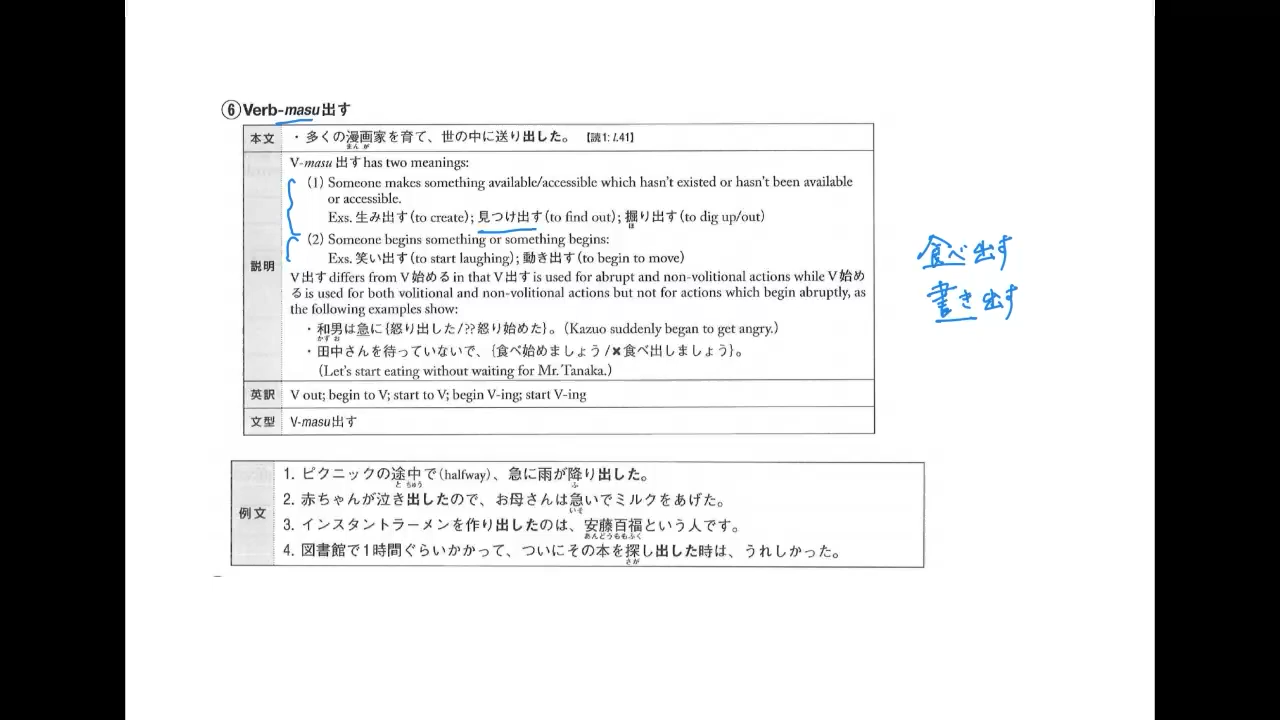 ⑥Verb-masu出す
本文
・多くの漫画家を育て、世の中に送り出した。 【読1: l.41】
まんが
説明
V-masu 出す has two meanings:
(1) Someone makes something available/accessible which hasn't existed or hasn't been available
or accessible.
Exs. 生み出す (to create); 見つけ出す (to find out); 掘り出す (to dig up/out)
ほ
(2) Someone begins something or something begins:
Exs. 笑い出す (to start laughing); 動き出す (to begin to move)
V出す differs from V始める in that V出す is used for abrupt and non-volitional actions while V始め
る is used for both volitional and non-volitional actions but not for actions which begin abruptly, as
the following examples show:
・和男は急に{怒り出した/??怒り始めた}。(Kazuo suddenly began to get angry.)
かずお
・田中さんを待っていないで、{食べ始めましょう/✖食べ出しましょう}。
(Let's start eating without waiting for Mr. Tanaka.)
英訳
V out; begin to V; start to V; begin V-ing; start V-ing
文型
V-masu出す
例文
1. ピクニックの途中で(halfway)、急に雨が降り出した。
とちゅう ふ
2. 赤ちゃんが泣き出したので、お母さんは急いでミルクをあげた。
いそ
3. インスタントラーメンを作り出したのは、安藤百福という人です。
あんどうももふく
4. 図書館で1時間ぐらいかかって、ついにその本を探し出した時は、うれしかった。
さが
食べ出す
書き出す